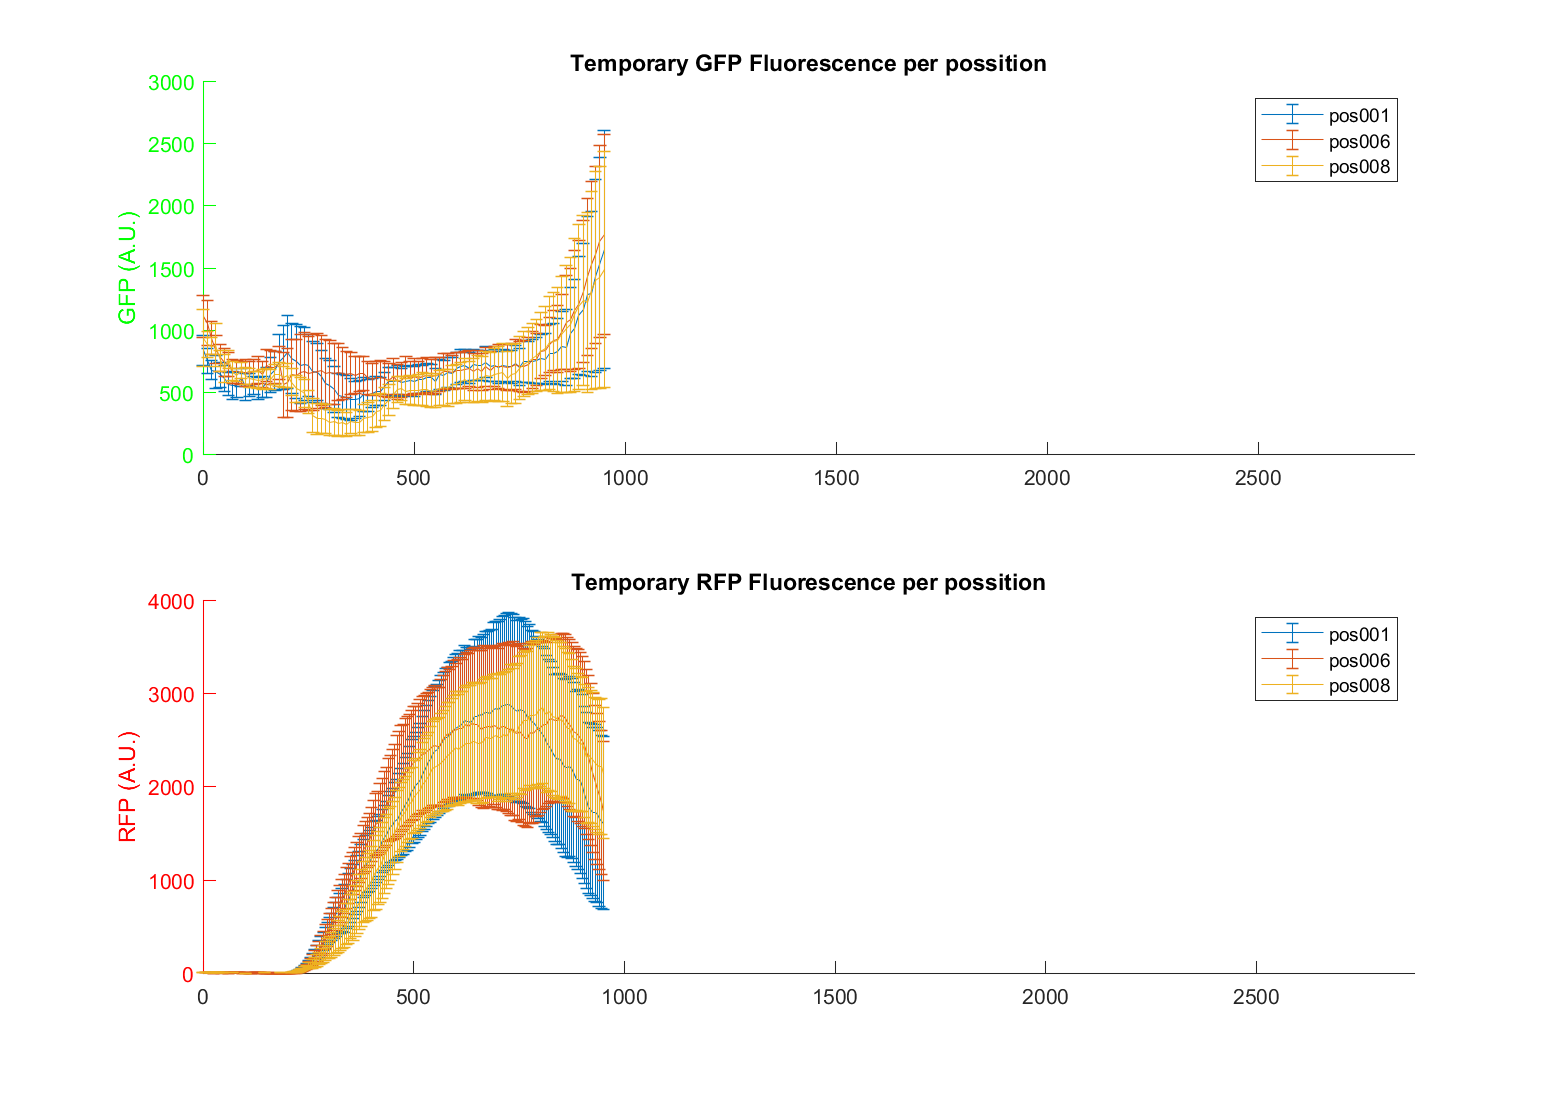 Temporary GFP Fluorescence per possition
3000
2500
2000
1500
1000
500
0
GFP (A.U.)
0 500 1000 1500 2000 2500
pos001
pos006
pos008
Temporary RFP Fluorescence per possition
4000
3000
2000
1000
0
RFP (A.U.)
0 500 1000 1500 2000 2500
pos001
pos006
pos008